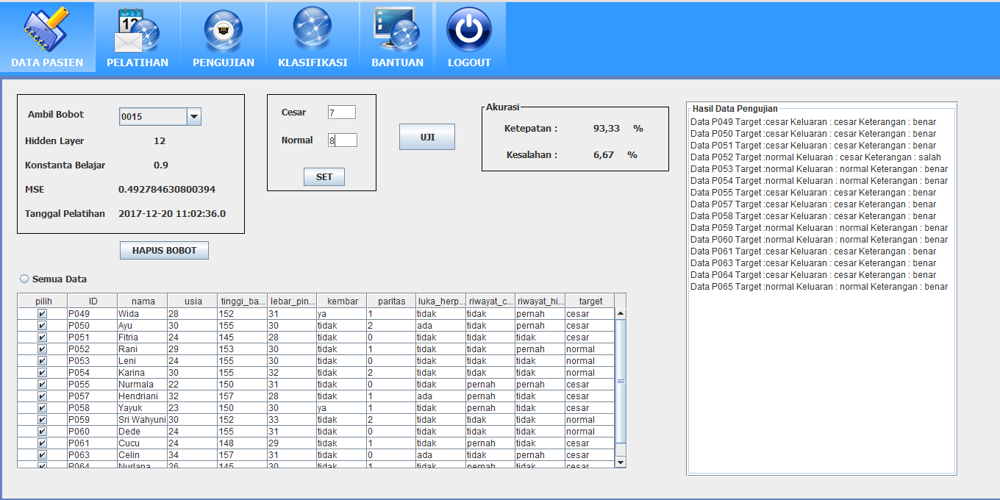 SEP
12
DATA PASIEN PELATIHAN PENGUJIAN KLASIFIKASI BANTUAN LOGOUT
Ambil Bobot 0015
Hidden Layer 12
Konstanta Belajar 0.9
MSE 0.492784630800394
Tanggal Pelatihan 2017-12-20 11:02:36.0
HAPUS BOBOT
Cesar 7
Normal 8
SET
UJI
Akurasi
Ketepatan : 93,33 %
Kesalahan : 6,67 %
Semua Data
pilih ID nama usia tinggi_ba... lebar_pin... kembar paritas luka_herp... riwayat_c... riwayat_hi... target
P049 Wida 28 152 31 ya 1 tidak tidak pernah cesar
P050 Ayu 30 155 30 tidak 2 ada tidak pernah cesar
P051 Fitria 24 145 28 tidak 0 tidak tidak tidak cesar
P052 Rani 29 153 30 tidak 1 tidak tidak pernah normal
P053 Leni 24 155 30 tidak 0 tidak tidak tidak normal
P054 Karina 30 155 32 tidak 2 tidak tidak tidak normal
P055 Nurmala 22 150 31 tidak 0 tidak pernah pernah cesar
P057 Hendriani 32 157 28 tidak 1 ada pernah tidak cesar
P058 Yayuk 23 150 30 ya 1 tidak pernah tidak cesar
P059 Sri Wahyuni 30 152 33 tidak 2 tidak tidak tidak normal
P060 Dede 24 155 31 tidak 0 tidak tidak tidak normal
P061 Cucu 24 148 29 tidak 1 tidak pernah tidak cesar
P063 Celin 34 157 31 tidak 0 ada tidak pernah cesar
P064 Nurlana 26 145 30 tidak 1 tidak pernah tidak cesar
Hasil Data Pengujian
Data P049 Target :cesar Keluaran : cesar Keterangan : benar
Data P050 Target :cesar Keluaran : cesar Keterangan : benar
Data P051 Target :cesar Keluaran : cesar Keterangan : benar
Data P052 Target :normal Keluaran : cesar Keterangan : salah
Data P053 Target :normal Keluaran : normal Keterangan : benar
Data P054 Target :normal Keluaran : normal Keterangan : benar
Data P055 Target :cesar Keluaran : cesar Keterangan : benar
Data P057 Target :cesar Keluaran : cesar Keterangan : benar
Data P058 Target :cesar Keluaran : cesar Keterangan : benar
Data P059 Target :normal Keluaran : normal Keterangan : benar
Data P060 Target :normal Keluaran : normal Keterangan : benar
Data P061 Target :cesar Keluaran : cesar Keterangan : benar
Data P063 Target :cesar Keluaran : cesar Keterangan : benar
Data P064 Target :cesar Keluaran : cesar Keterangan : benar
Data P065 Target :normal Keluaran : normal Keterangan : benar